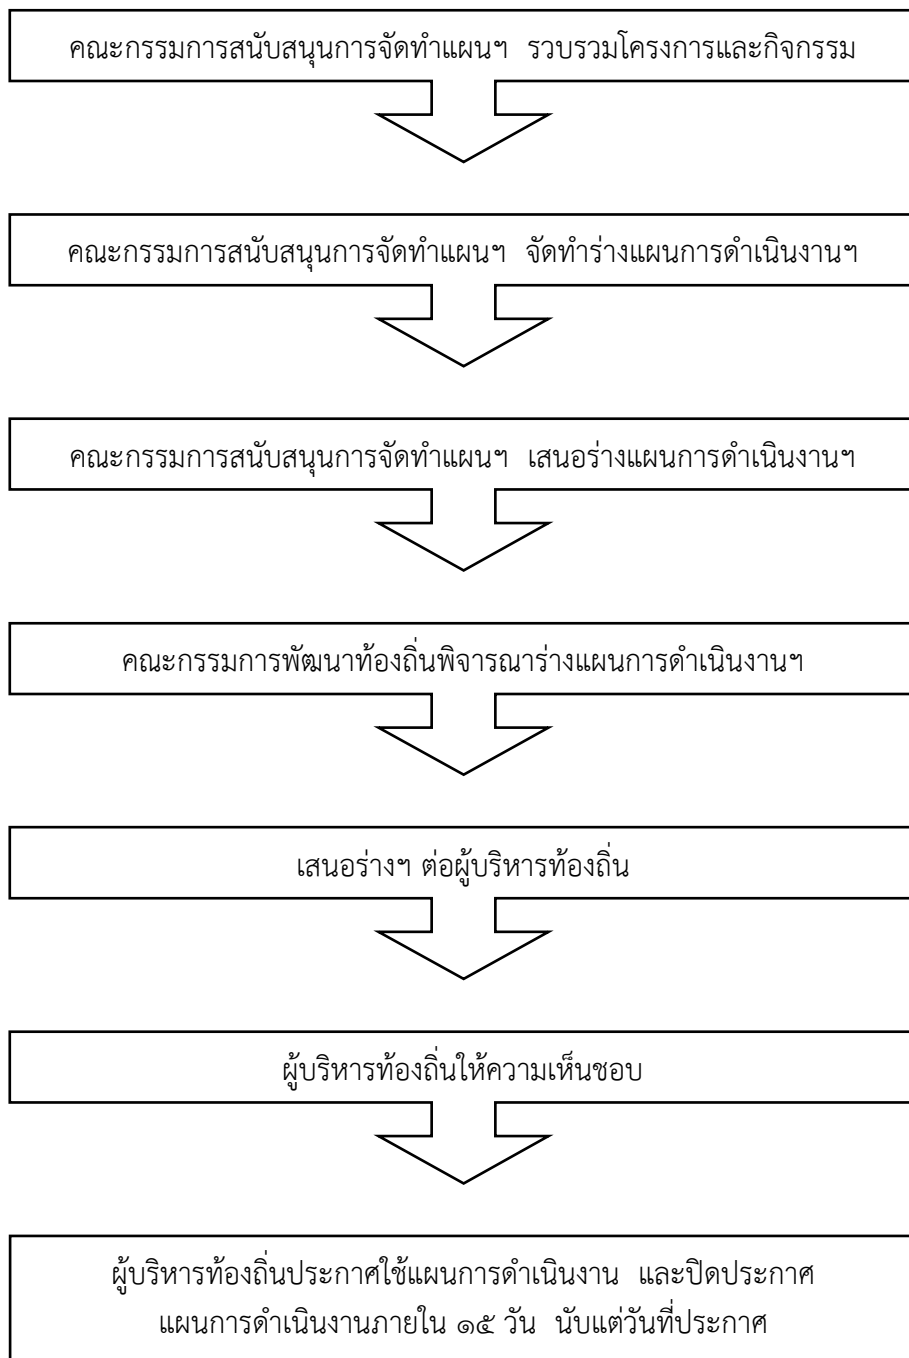 คณะกรรมการสนับสนุนการจัดทำแผนฯ รวบรวมโครงการและกิจกรรม
คณะกรรมการสนับสนุนการจัดทำแผนฯ จัดทำร่างแผนการดำเนินงานฯ
คณะกรรมการสนับสนุนการจัดทำแผนฯ เสนอร่างแผนการดำเนินงานฯ
คณะกรรมการพัฒนาท้องถิ่นพิจารณาร่างแผนการดำเนินงานฯ
เสนอร่างฯ ต่อผู้บริหารท้องถิ่น
ผู้บริหารท้องถิ่นให้ความเห็นชอบ
ผู้บริหารท้องถิ่นประกาศใช้แผนการดำเนินงาน และปิดประกาศ
แผนการดำเนินงานภายใน ๑๕ วัน นับแต่วันที่ประกาศ